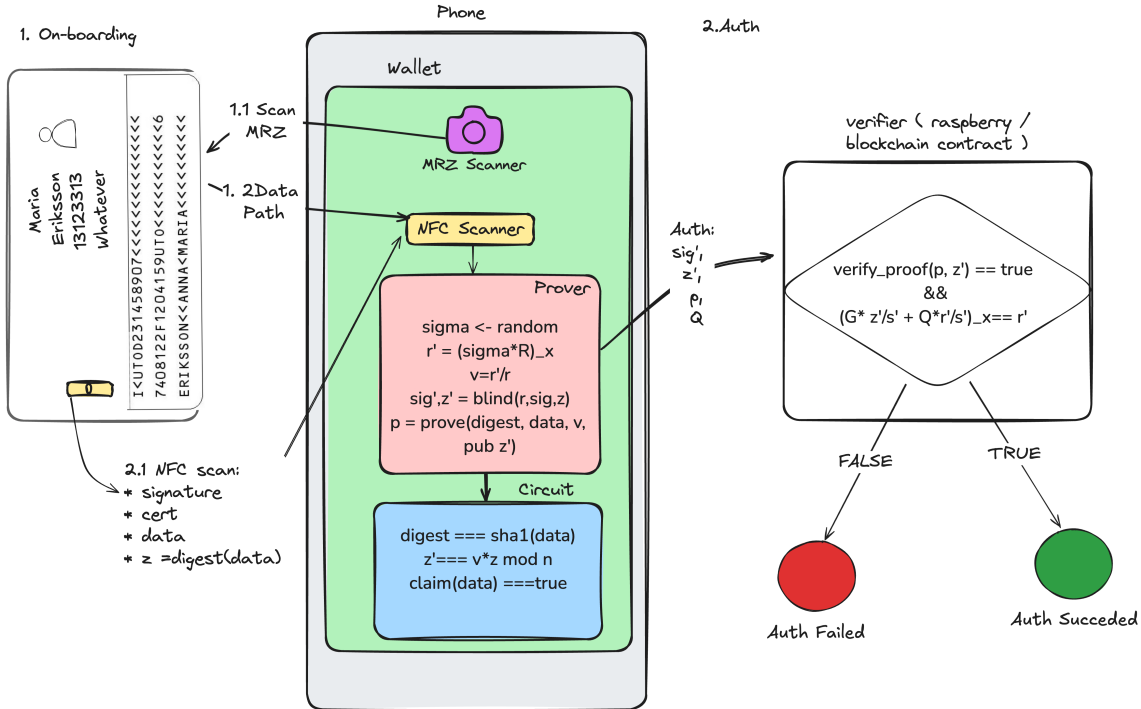 1. On-boarding
Maria
Eriksson
13123313
Whatever
I<UTOD231458907<<<<<<<<<<<<<<<
7408122F1204159UTO<<<<<<<<<<<6
ERIKSSON<<ANNA<MARIA<<<<<<<<<<
1.1 Scan
MRZ
1. 2Data
Path
2.1 NFC scan:
* signature
* cert
* data
* z =digest(data)
Phone
Wallet
MRZ Scanner
NFC Scanner
Prover
sigma <- random
r' = (sigma*R)_x
v=r'/r
sig',z' = blind(r,sig,z)
p = prove(digest, data, v,
pub z')
Circuit
digest === sha1(data)
z'=== v*z mod n
claim(data) ===true
2.Auth
Auth:
sig',
z',
p,
Q
verifier ( raspberry /
blockchain contract )
verify_proof(p, z') == true
&&
(G* z'/s' + Q*r'/s')_x== r'
FALSE
TRUE
Auth Failed
Auth Succeded